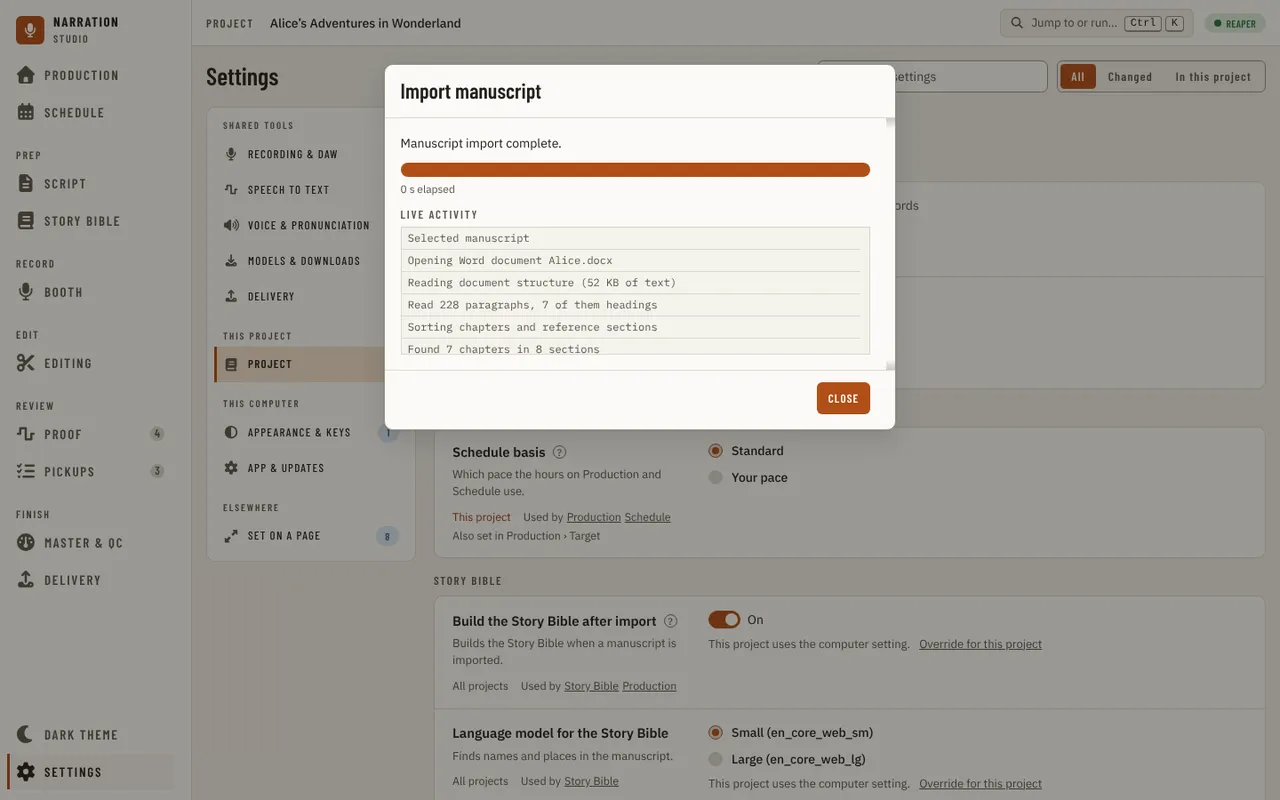 NARRATION
STUDIO
PRODUCTION
SCHEDULE
PREP
SCRIPT
STORY BIBLE
RECORD
BOOTH
EDIT
EDITING
REVIEW
PROOF 4
PICKUPS 3
FINISH
MASTER & QC
DELIVERY
DARK THEME
SETTINGS
PROJECT Alice's Adventures in Wonderland
Jump to or run... Ctrl K
REAPER
Settings
settings
All Changed In this project
SHARED TOOLS
RECORDING & DAW
SPEECH TO TEXT
VOICE & PRONUNCIATION
MODELS & DOWNLOADS
DELIVERY
THIS PROJECT
PROJECT
THIS COMPUTER
APPEARANCE & KEYS 1
APP & UPDATES
ELSEWHERE
SET ON A PAGE 8
Import manuscript
Manuscript import complete.
0 s elapsed
LIVE ACTIVITY
Selected manuscript
Opening Word document Alice.docx
Reading document structure (52 KB of text)
Read 228 paragraphs, 7 of them headings
Sorting chapters and reference sections
Found 7 chapters in 8 sections
CLOSE
Schedule basis ?
Which pace the hours on Production and
Schedule use.
This project Used by Production Schedule
Also set in Production › Target
Standard
Your pace
STORY BIBLE
Build the Story Bible after import ?
Builds the Story Bible when a manuscript is
imported.
All projects Used by Story Bible Production
On
This project uses the computer setting. Override for this project
Language model for the Story Bible
Finds names and places in the manuscript.
All projects Used by Story Bible
Small (en_core_web_sm)
Large (en_core_web_lg)
This project uses the computer setting. Override for this project